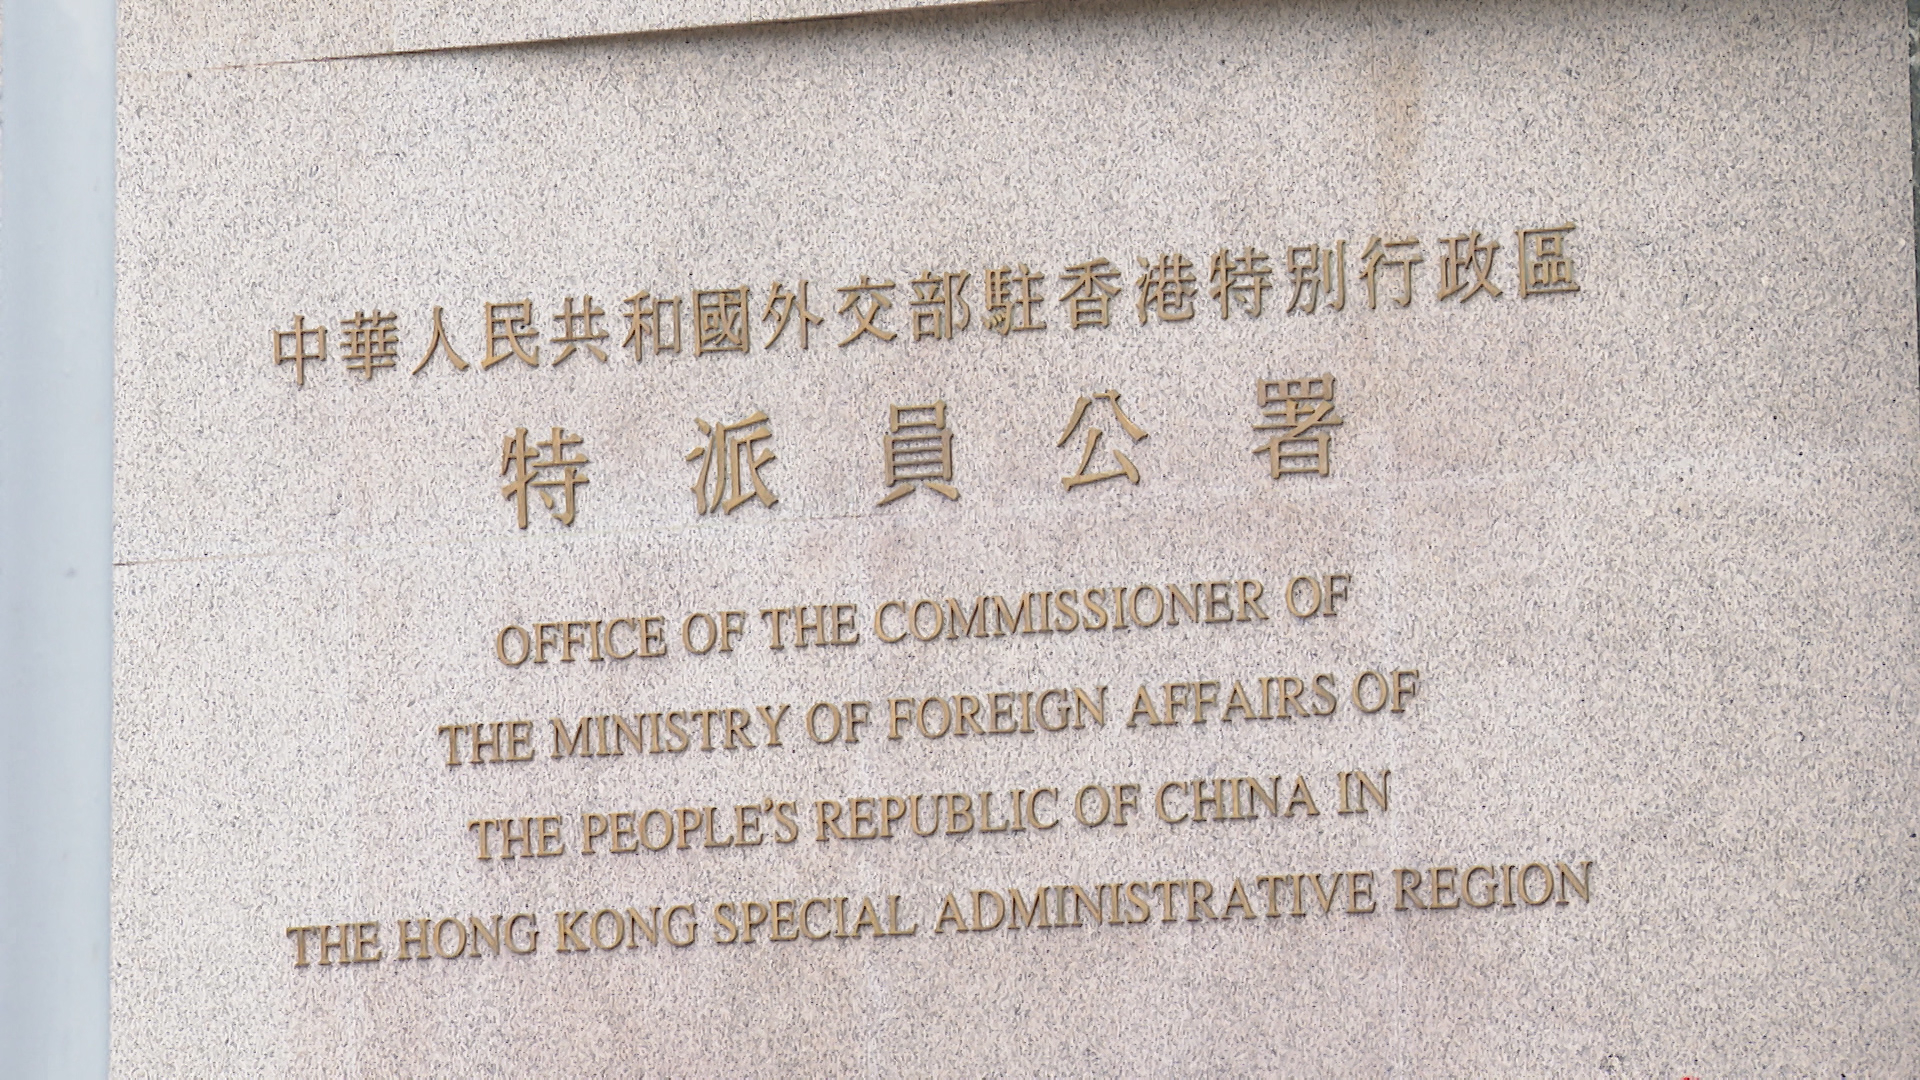 中華人民共和國外交部駐香港特別行政區
特派員公署
OFFICE OF THE COMMISSIONER OF
THE MINISTRY OF FOREIGN AFFAIRS OF
THE PEOPLE'S REPUBLIC OF CHINA IN
THE HONG KONG SPECIAL ADMINISTRATIVE REGION